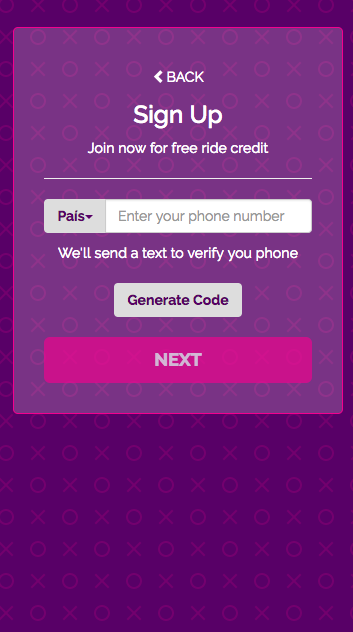 BACK
Sign Up
Join now for free ride credit
País Enter your phone number
We'll send a text to verify you phone
Generate Code
NEXT